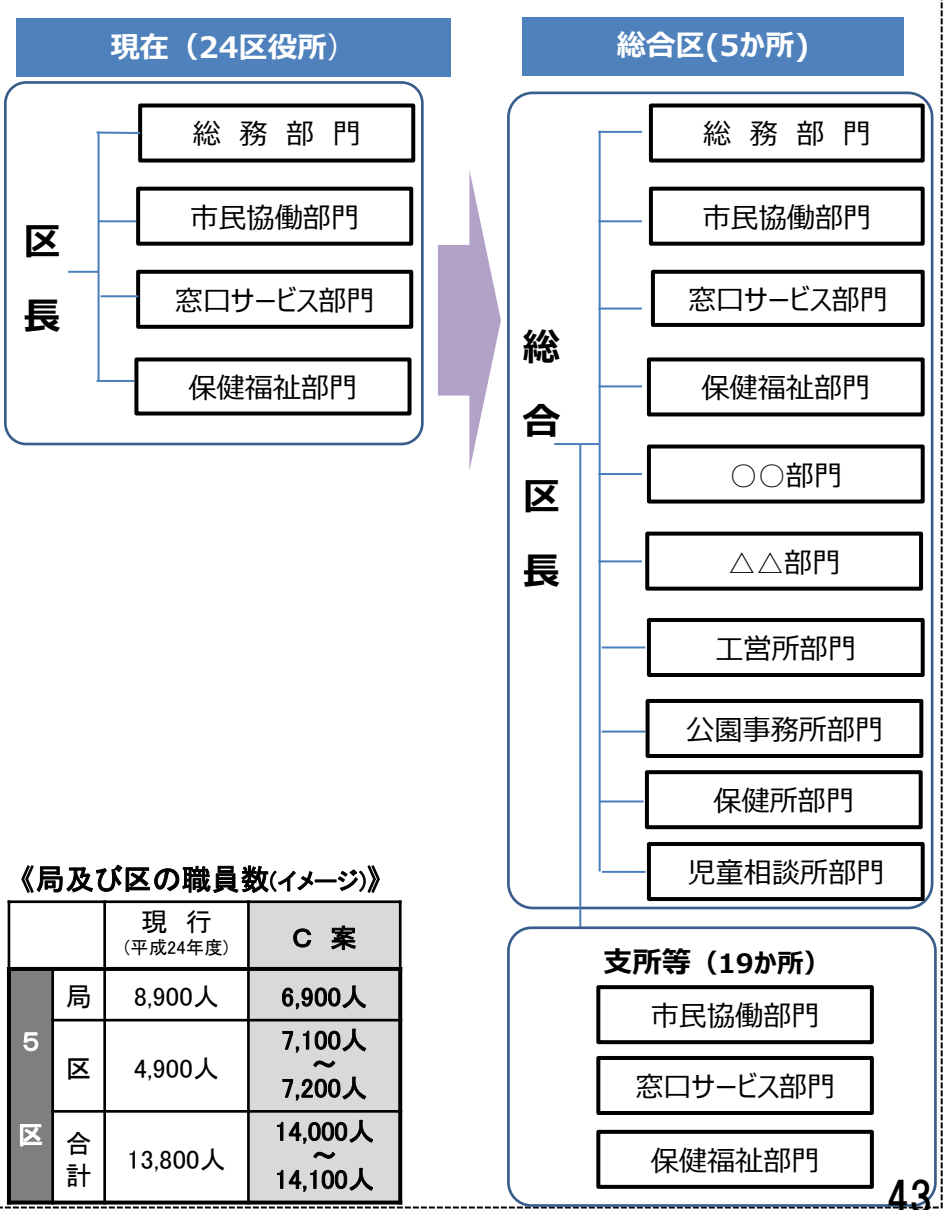 現在（24区役所）
区長
総務部門
市民協働部門
窓口サービス部門
保健福祉部門
総合区(5か所)
総合区長
総務部門
市民協働部門
窓口サービス部門
保健福祉部門
○○部門
△△部門
工営所部門
公園事務所部門
保健所部門
児童相談所部門
支所等（19か所）
市民協働部門
窓口サービス部門
保健福祉部門
《局及び区の職員数(イメージ)》
現行 C案
(平成24年度)
5区
局 8,900人 6,900人
区 4,900人 7,100人～7,200人
合計 13,800人 14,000人～14,100人
43